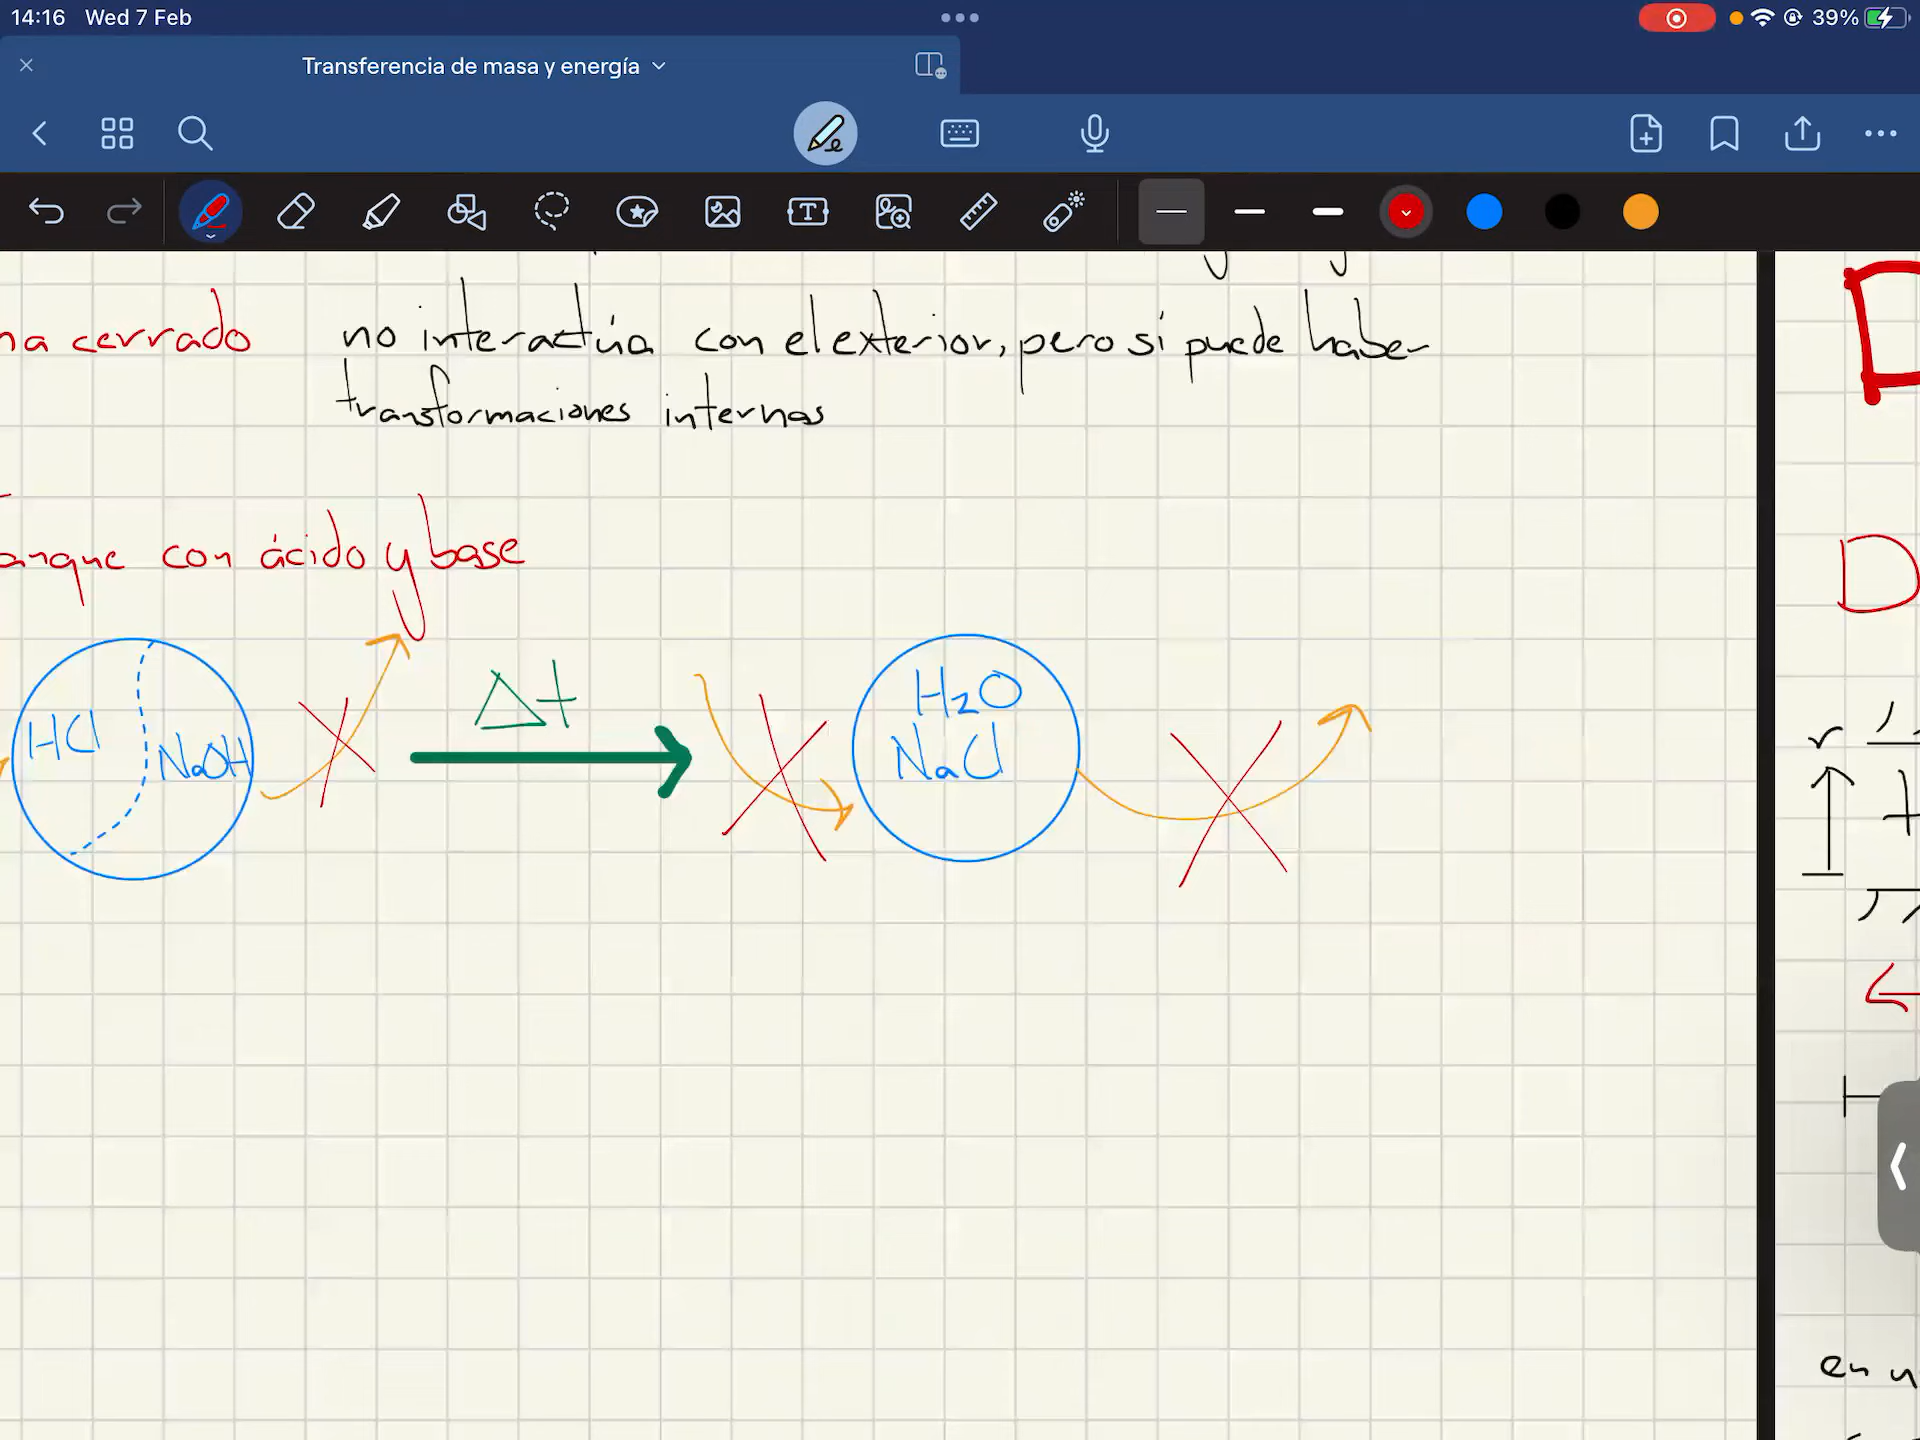 14:16 Wed 7 Feb
39%
Transferencia de masa y energía
na cerrado no interactúa con el exterior, pero sí puede haber
transformaciones internas
anque con ácido y base
HCl
NaOH
Δt
H2O
NaCl
D
r
en u